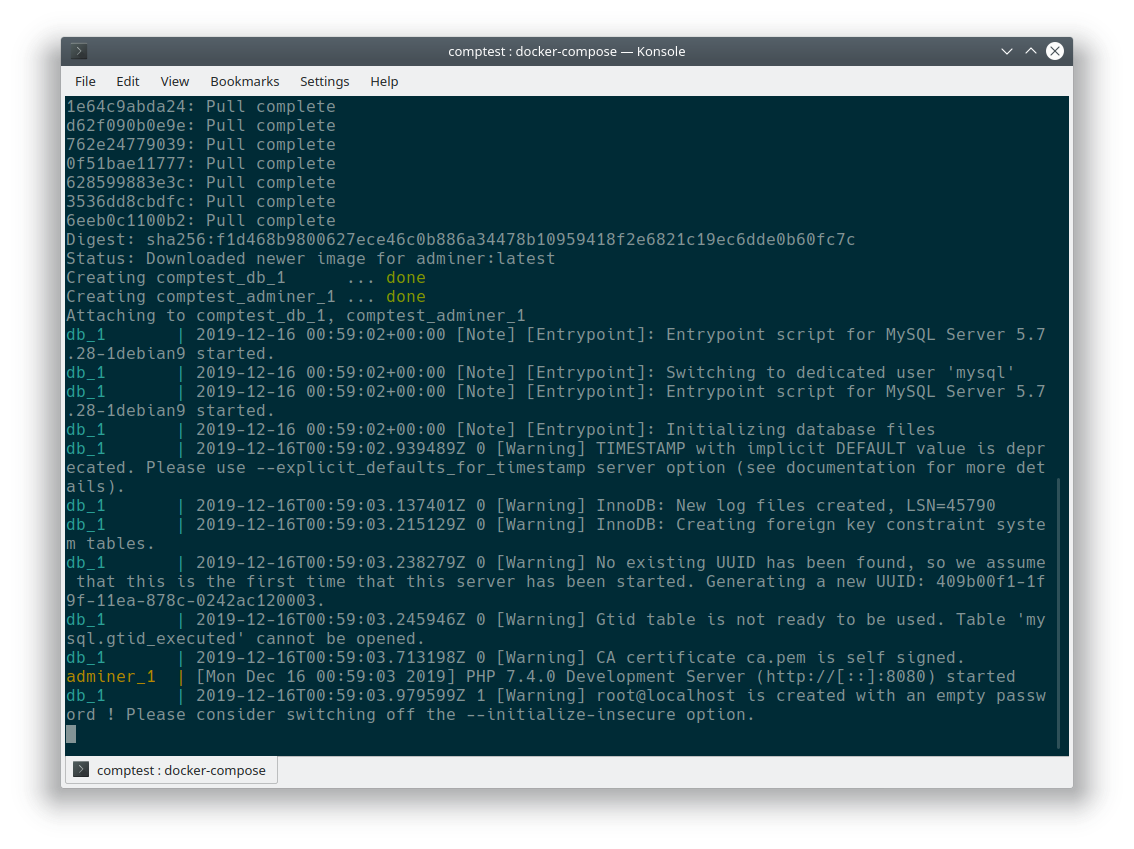 comptest : docker-compose — Konsole
File Edit View Bookmarks Settings Help
1e64c9abda24: Pull complete
d62f090b0e9e: Pull complete
762e24779039: Pull complete
0f51bae11777: Pull complete
628599883e3c: Pull complete
3536dd8cbdfc: Pull complete
6eeb0c1100b2: Pull complete
Digest: sha256:f1d468b9800627ece46c0b886a34478b10959418f2e6821c19ec6dde0b60fc7c
Status: Downloaded newer image for adminer:latest
Creating comptest_db_1      ... done
Creating comptest_adminer_1 ... done
Attaching to comptest_db_1, comptest_adminer_1
db_1       | 2019-12-16 00:59:02+00:00 [Note] [Entrypoint]: Entrypoint script for MySQL Server 5.7
.28-1debian9 started.
db_1       | 2019-12-16 00:59:02+00:00 [Note] [Entrypoint]: Switching to dedicated user 'mysql'
db_1       | 2019-12-16 00:59:02+00:00 [Note] [Entrypoint]: Entrypoint script for MySQL Server 5.7
.28-1debian9 started.
db_1       | 2019-12-16 00:59:02+00:00 [Note] [Entrypoint]: Initializing database files
db_1       | 2019-12-16T00:59:02.939489Z 0 [Warning] TIMESTAMP with implicit DEFAULT value is depr
ecated. Please use --explicit_defaults_for_timestamp server option (see documentation for more det
ails).
db_1       | 2019-12-16T00:59:03.137401Z 0 [Warning] InnoDB: New log files created, LSN=45790
db_1       | 2019-12-16T00:59:03.215129Z 0 [Warning] InnoDB: Creating foreign key constraint syste
m tables.
db_1       | 2019-12-16T00:59:03.238279Z 0 [Warning] No existing UUID has been found, so we assume
 that this is the first time that this server has been started. Generating a new UUID: 409b00f1-1f
9f-11ea-878c-0242ac120003.
db_1       | 2019-12-16T00:59:03.245946Z 0 [Warning] Gtid table is not ready to be used. Table 'my
sql.gtid_executed' cannot be opened.
db_1       | 2019-12-16T00:59:03.713198Z 0 [Warning] CA certificate ca.pem is self signed.
adminer_1  | [Mon Dec 16 00:59:03 2019] PHP 7.4.0 Development Server (http://[::]:8080) started
db_1       | 2019-12-16T00:59:03.979599Z 1 [Warning] root@localhost is created with an empty passw
ord ! Please consider switching off the --initialize-insecure option.
comptest : docker-compose